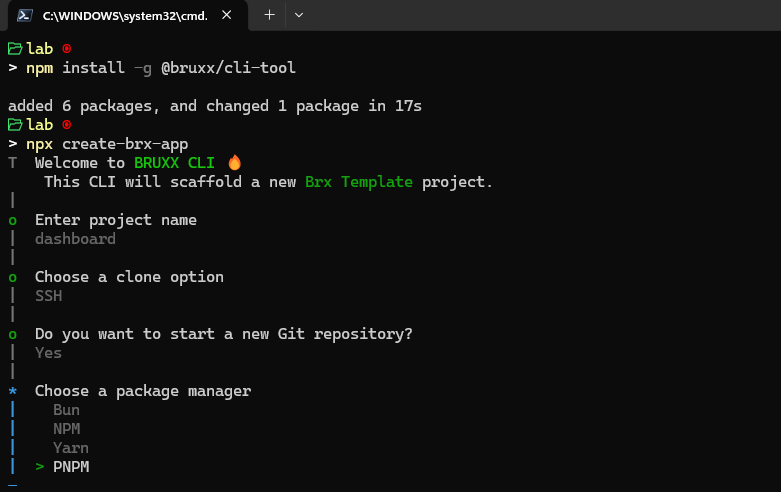 C:\WINDOWS\system32\cmd.
lab
> npm install -g @bruxx/cli-tool
added 6 packages, and changed 1 package in 17s
lab
> npx create-brx-app
T Welcome to BRUXX CLI 🔥
This CLI will scaffold a new Brx Template project.
|
o Enter project name
| dashboard
|
o Choose a clone option
| SSH
|
o Do you want to start a new Git repository?
| Yes
|
* Choose a package manager
| Bun
| NPM
| Yarn
| > PNPM
—